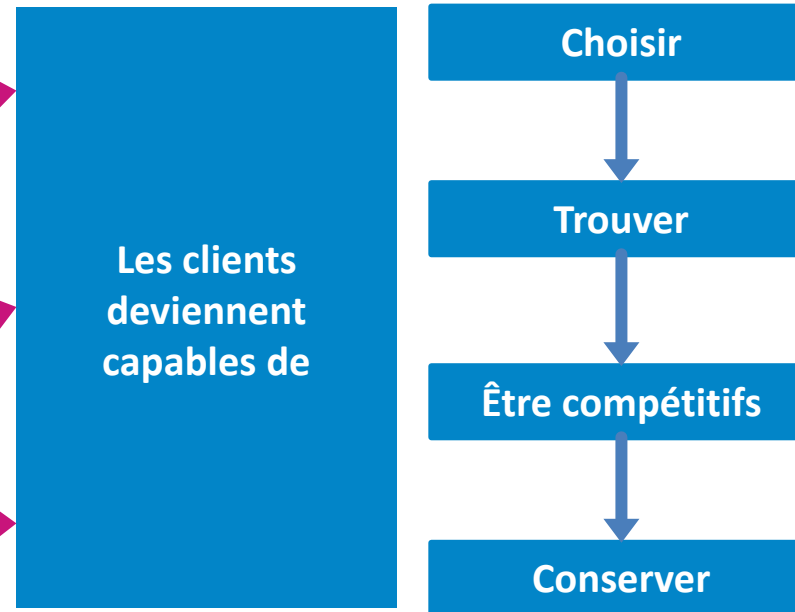 Les clients
deviennent
capables de
Choisir
Trouver
Être compétitifs
Conserver